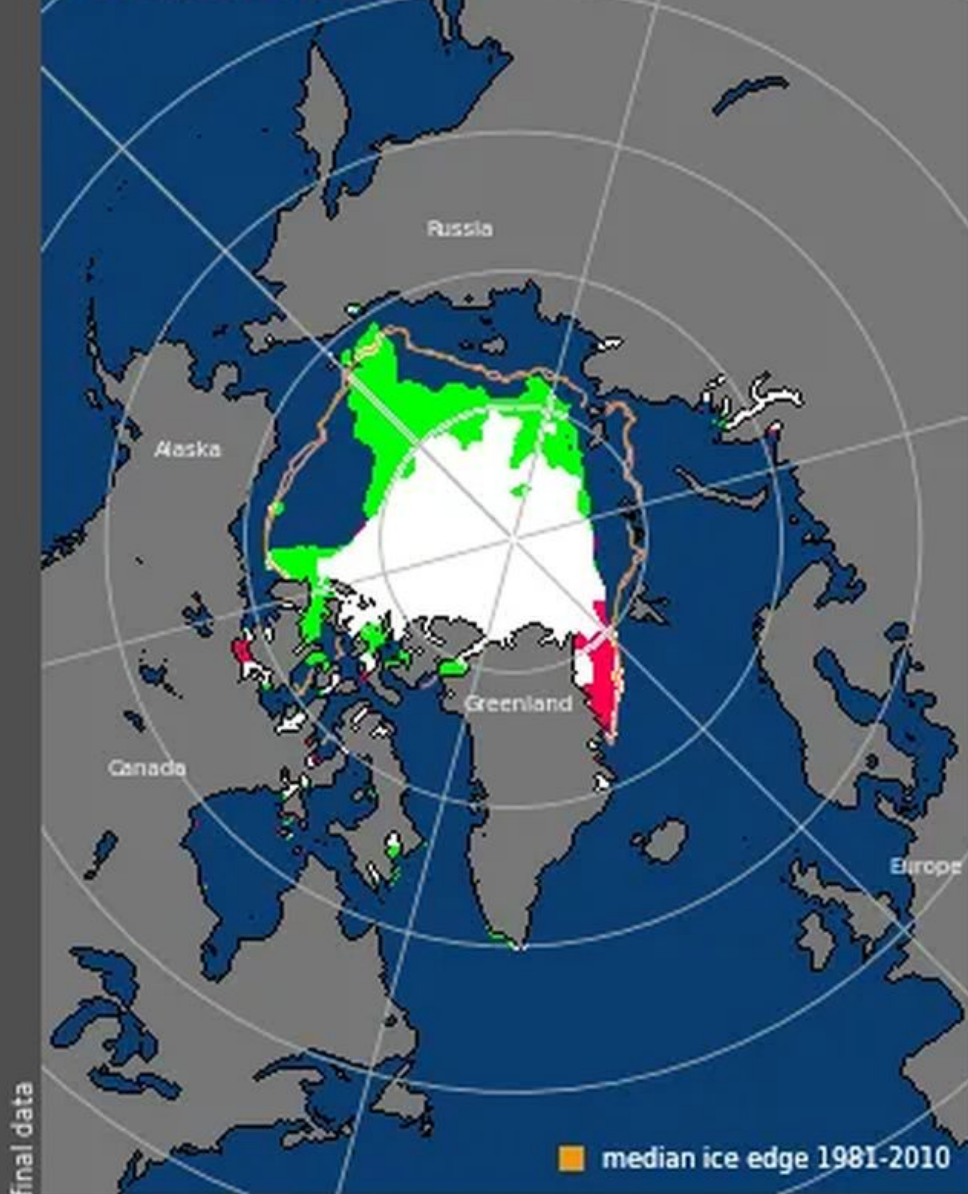 Russia
Alaska
Greenland
Canada
Europe
final data
median ice edge 1981-2010